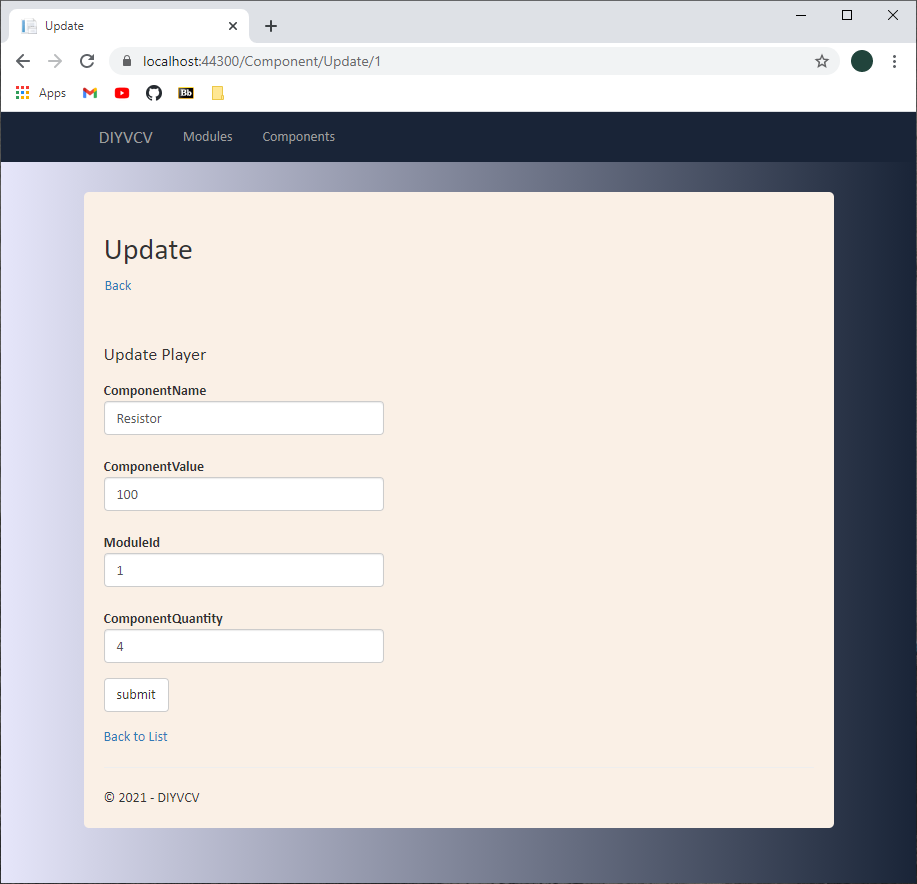 Update
localhost:44300/Component/Update/1
Apps
Bb
DIYVCV Modules Components
Update
Back
Update Player
ComponentName
Resistor
ComponentValue
100
ModuleId
1
ComponentQuantity
4
submit
Back to List
© 2021 - DIYVCV